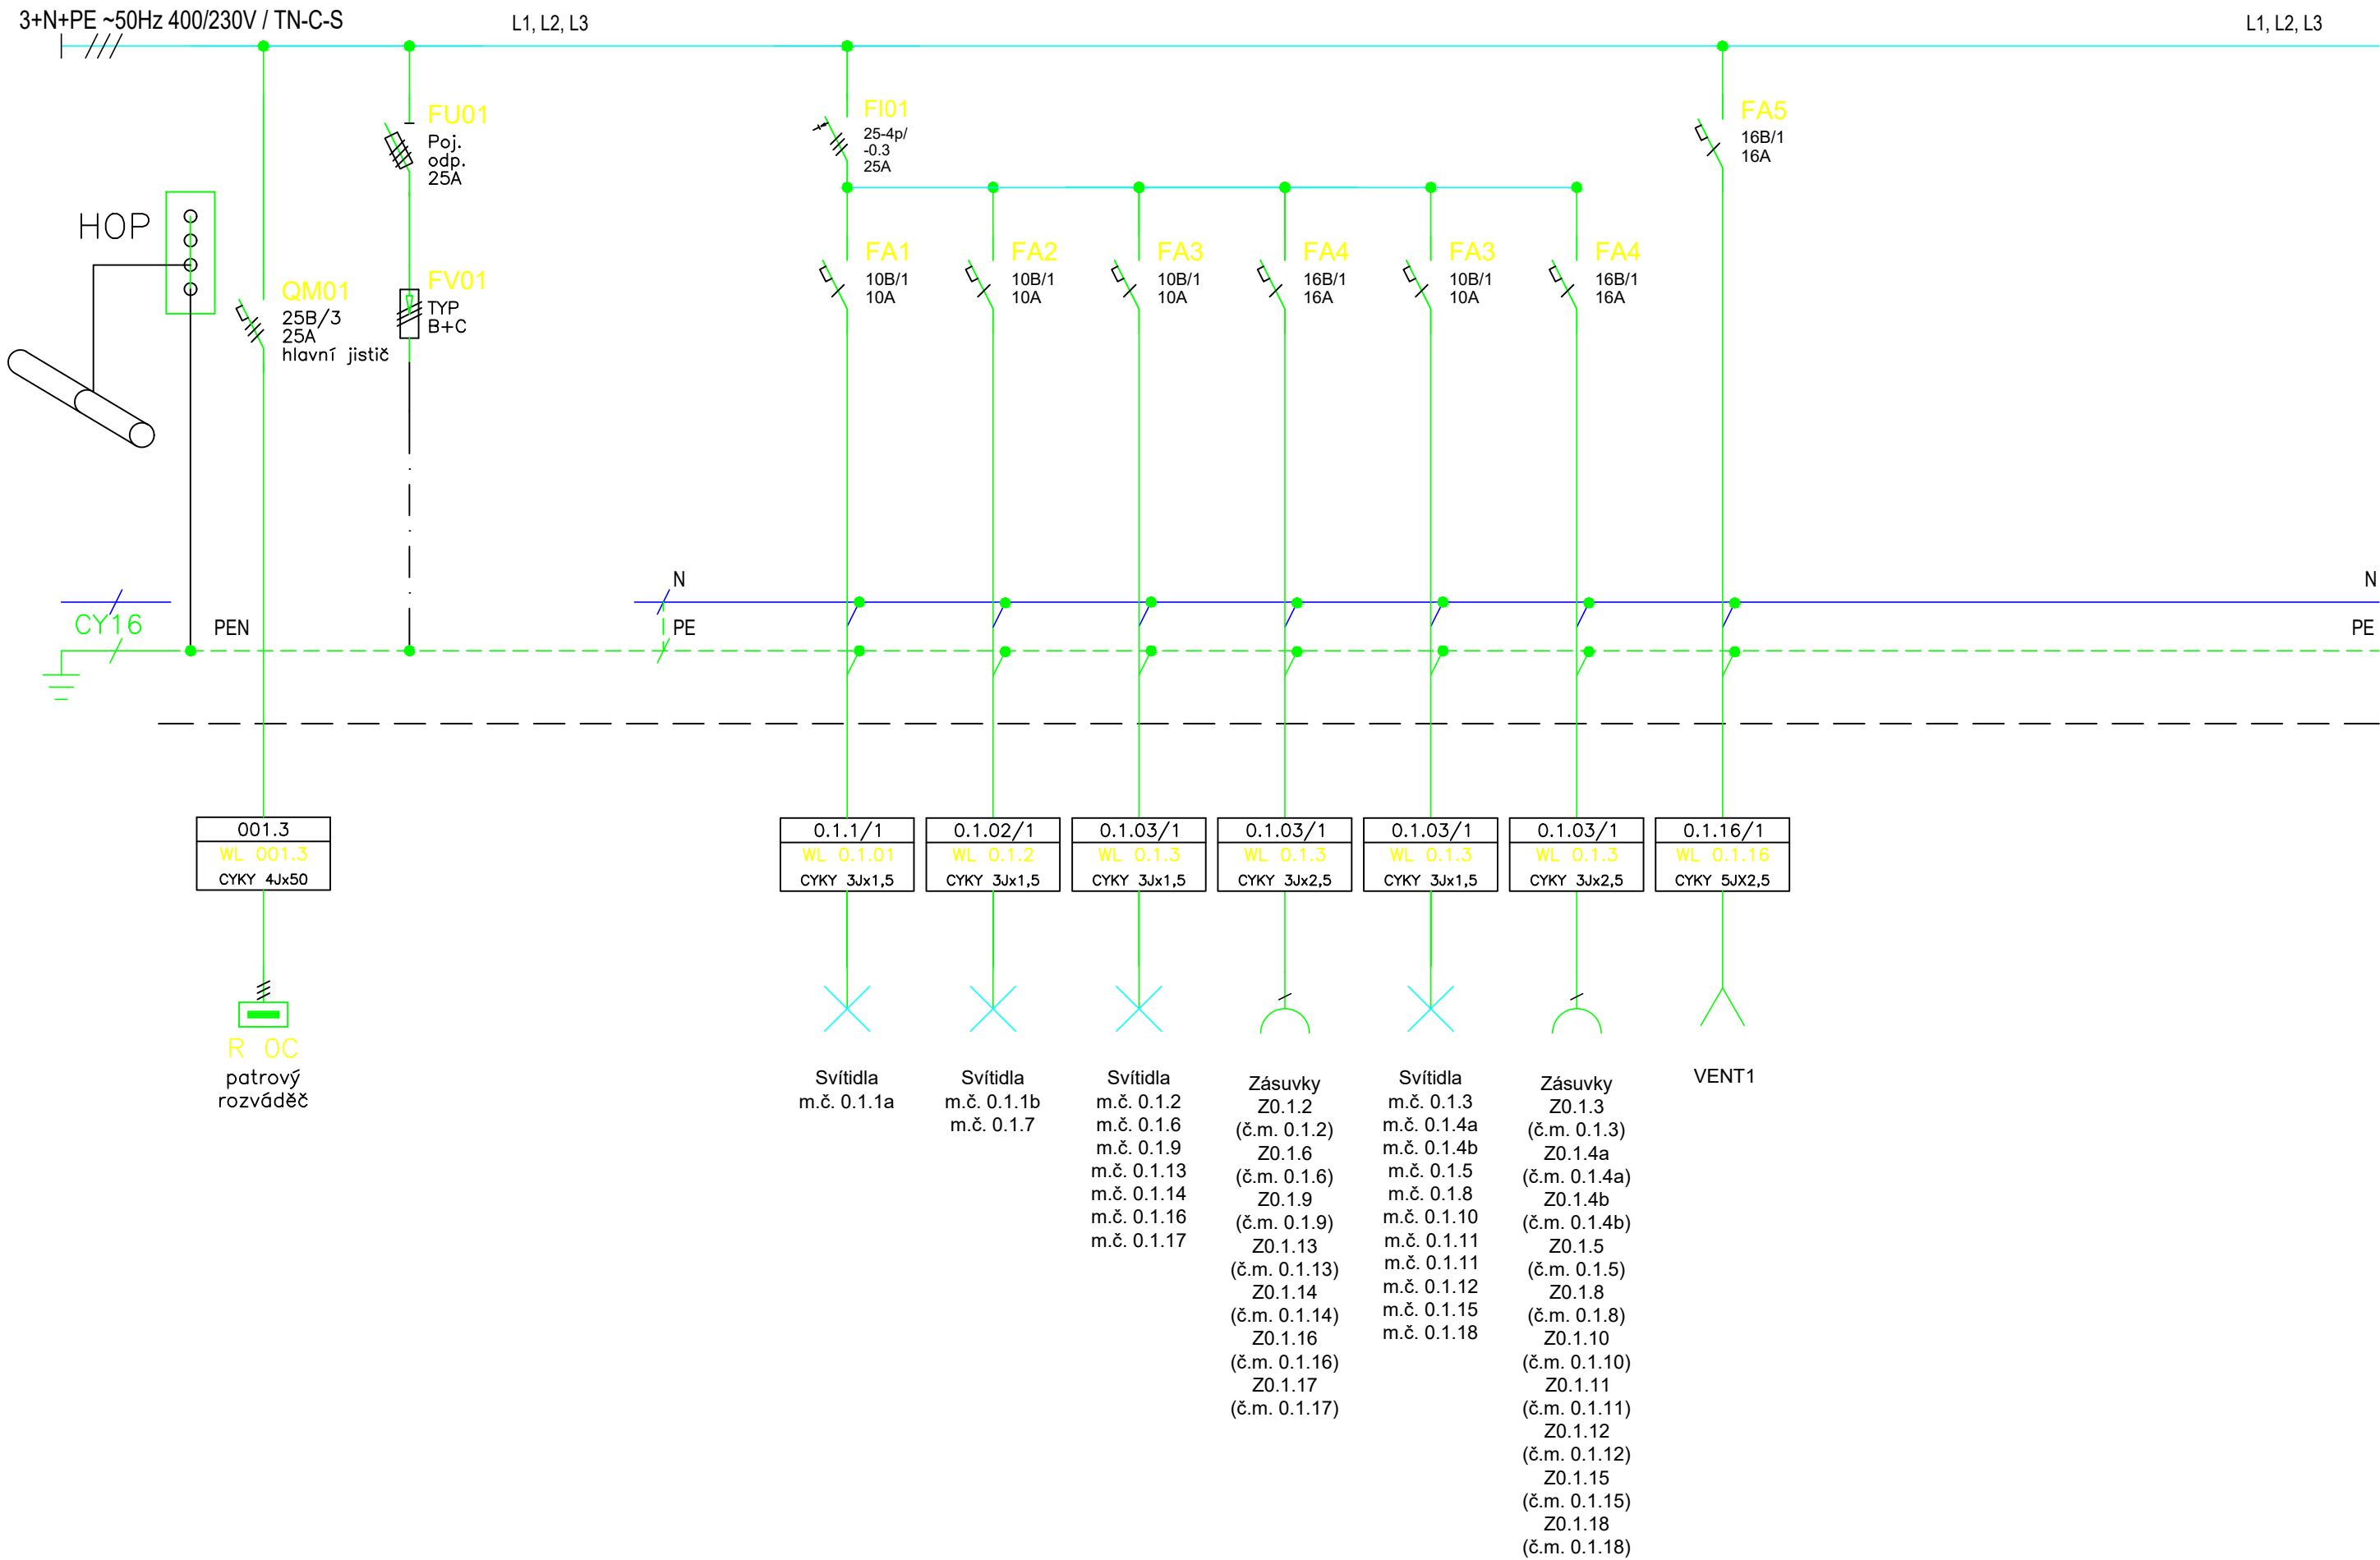 3+N+PE ~50Hz 400/230V / TN-C-S
L1, L2, L3
L1, L2, L3
HOP
QM01
25B/3
25A
hlavní jistič
FU01
Poj.
odp.
25A
FV01
TYP
B+C
FI01
25-4p/
-0.3
25A
FA1
10B/1
10A
FA2
10B/1
10A
FA3
10B/1
10A
FA4
16B/1
16A
FA3
10B/1
10A
FA4
16B/1
16A
FA5
16B/1
16A
N
N
CY16
PEN
PE
PE
001.3
WL 001.3
CYKY 4Jx50
R 0C
patrový
rozváděč
0.1.1/1
WL 0.1.01
CYKY 3Jx1,5
Svítidla
m.č. 0.1.1a
0.1.02/1
WL 0.1.2
CYKY 3Jx1,5
Svítidla
m.č. 0.1.1b
m.č. 0.1.7
0.1.03/1
WL 0.1.3
CYKY 3Jx1,5
Svítidla
m.č. 0.1.2
m.č. 0.1.6
m.č. 0.1.9
m.č. 0.1.13
m.č. 0.1.14
m.č. 0.1.16
m.č. 0.1.17
0.1.03/1
WL 0.1.3
CYKY 3Jx2,5
Zásuvky
Z0.1.2
(č.m. 0.1.2)
Z0.1.6
(č.m. 0.1.6)
Z0.1.9
(č.m. 0.1.9)
Z0.1.13
(č.m. 0.1.13)
Z0.1.14
(č.m. 0.1.14)
Z0.1.16
(č.m. 0.1.16)
Z0.1.17
(č.m. 0.1.17)
0.1.03/1
WL 0.1.3
CYKY 3Jx1,5
Svítidla
m.č. 0.1.3
m.č. 0.1.4a
m.č. 0.1.4b
m.č. 0.1.5
m.č. 0.1.8
m.č. 0.1.10
m.č. 0.1.11
m.č. 0.1.11
m.č. 0.1.12
m.č. 0.1.15
m.č. 0.1.18
0.1.03/1
WL 0.1.3
CYKY 3Jx2,5
Zásuvky
Z0.1.3
(č.m. 0.1.3)
Z0.1.4a
(č.m. 0.1.4a)
Z0.1.4b
(č.m. 0.1.4b)
Z0.1.5
(č.m. 0.1.5)
Z0.1.8
(č.m. 0.1.8)
Z0.1.10
(č.m. 0.1.10)
Z0.1.11
(č.m. 0.1.11)
Z0.1.12
(č.m. 0.1.12)
Z0.1.15
(č.m. 0.1.15)
Z0.1.18
(č.m. 0.1.18)
0.1.16/1
WL 0.1.16
CYKY 5JX2,5
VENT1